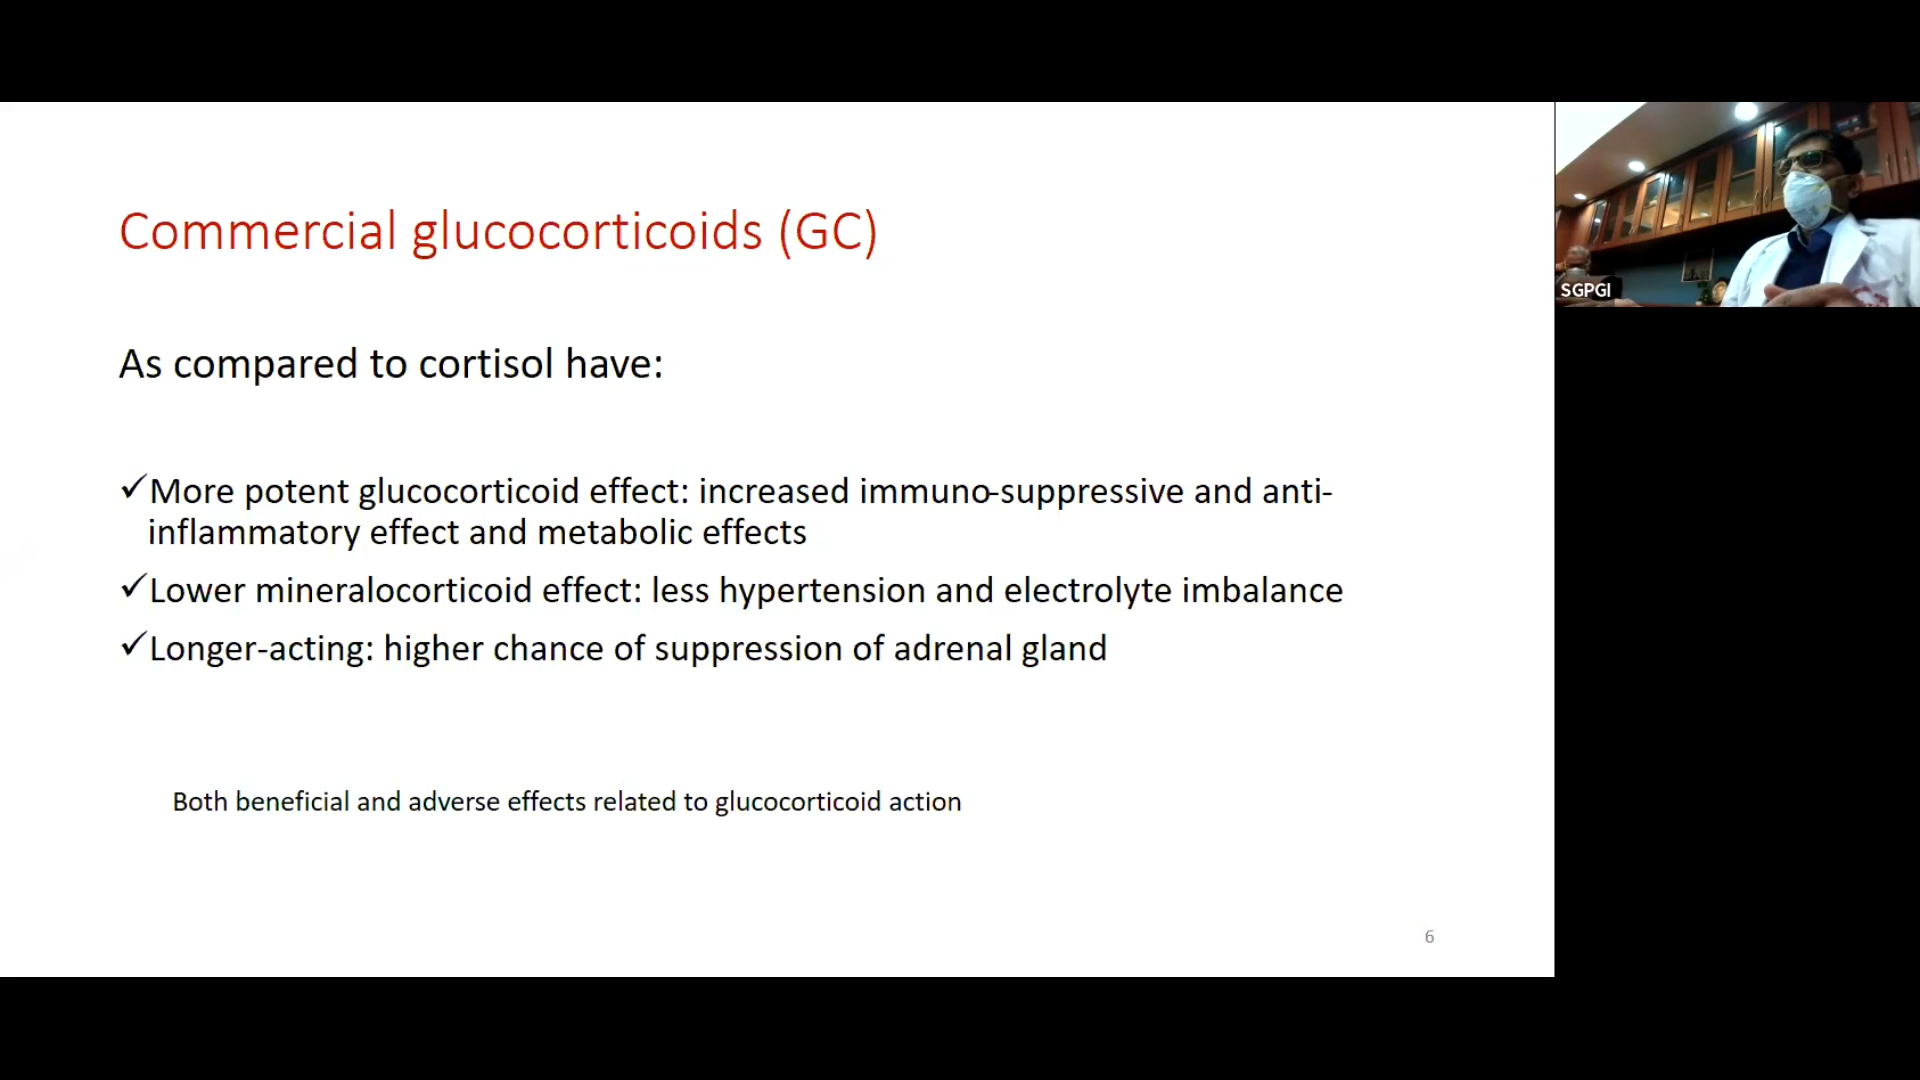 Commercial glucocorticoids (GC)
As compared to cortisol have:
✓More potent glucocorticoid effect: increased immuno-suppressive and anti-
inflammatory effect and metabolic effects
✓Lower mineralocorticoid effect: less hypertension and electrolyte imbalance
✓Longer-acting: higher chance of suppression of adrenal gland
Both beneficial and adverse effects related to glucocorticoid action
6
SGPGI